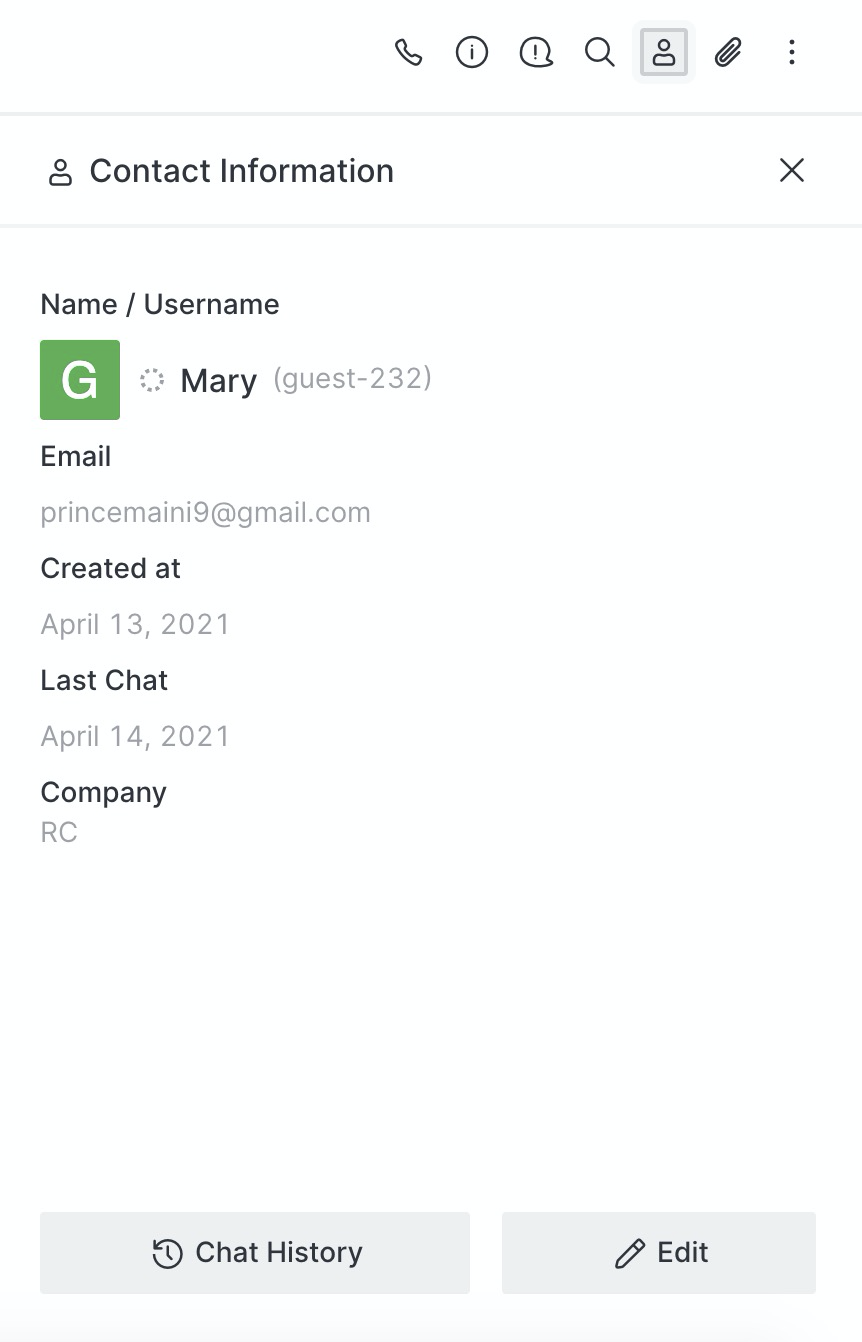 Contact Information
Name / Username
G
Mary (guest-232)
Email
princemaini9@gmail.com
Created at
April 13, 2021
Last Chat
April 14, 2021
Company
RC
Chat History
Edit